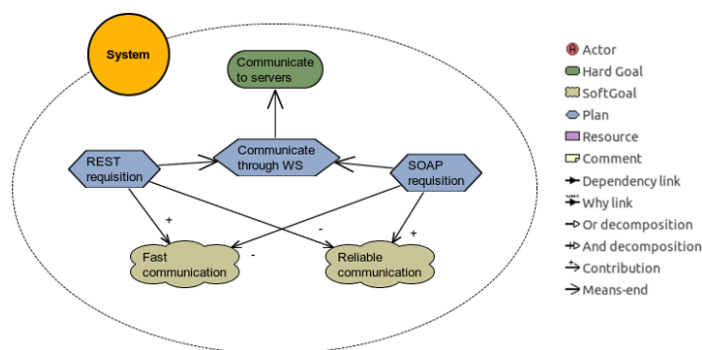 System
Communicate
to servers
REST
requisition
Communicate
through WS
SOAP
requisition
+
-
-
+
Fast
communication
Reliable
communication
Actor
Hard Goal
SoftGoal
Plan
Resource
Comment
Dependency link
Why link
Or decomposition
And decomposition
+
Contribution
Means-end